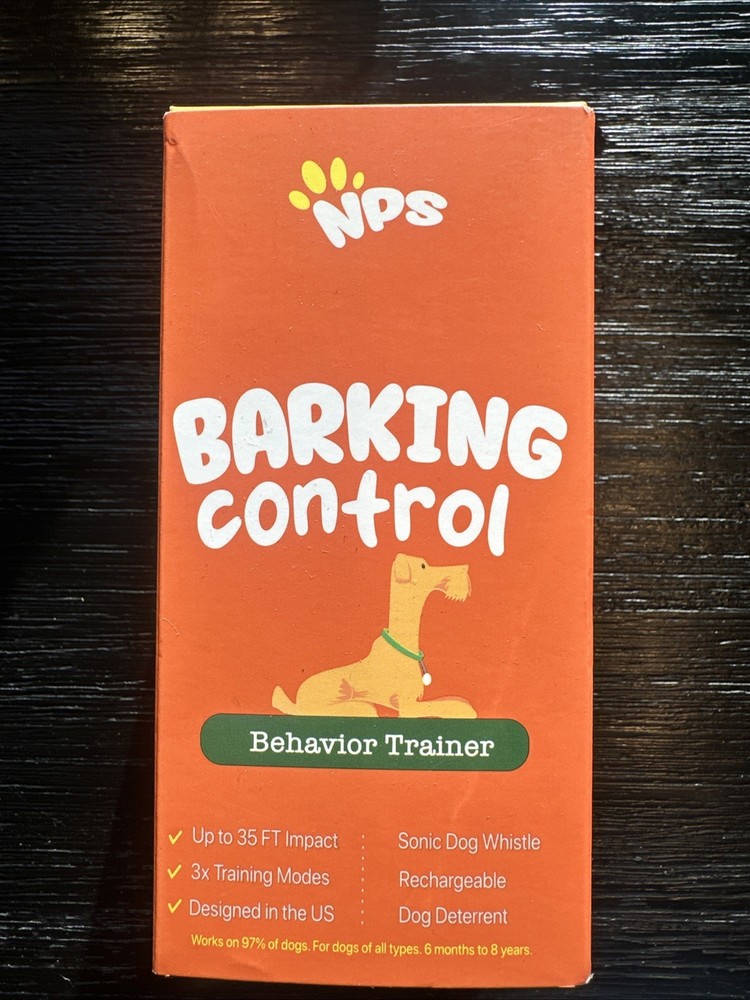 NPS
BARKING
control
Behavior Trainer
Up to 35 FT Impact
3x Training Modes
Designed in the US
Sonic Dog Whistle
Rechargeable
Dog Deterrent
Works on 97% of dogs. For dogs of all types. 6 months to 8 years.